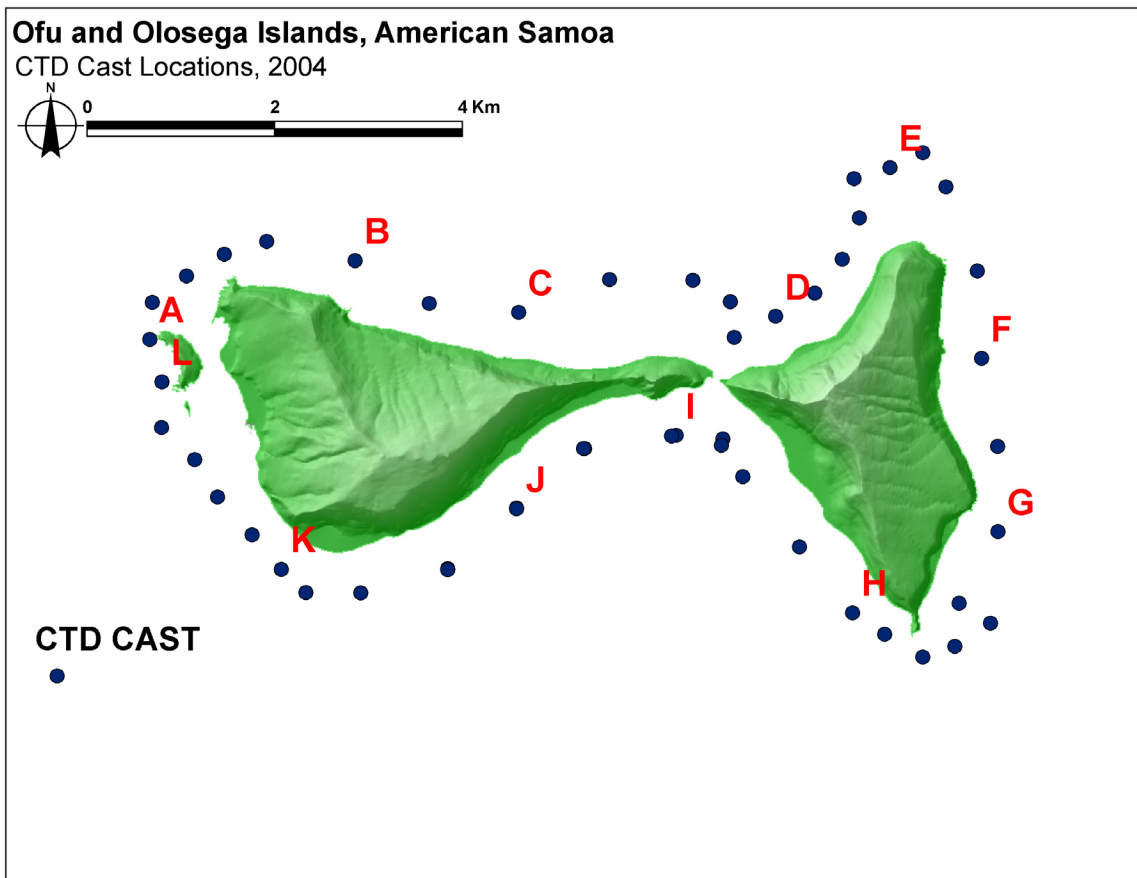 Ofu and Olosega Islands, American Samoa
CTD Cast Locations, 2004
N
0 2 4 Km
E
B
C
D
A
F
L
I
J
G
K
H
CTD CAST